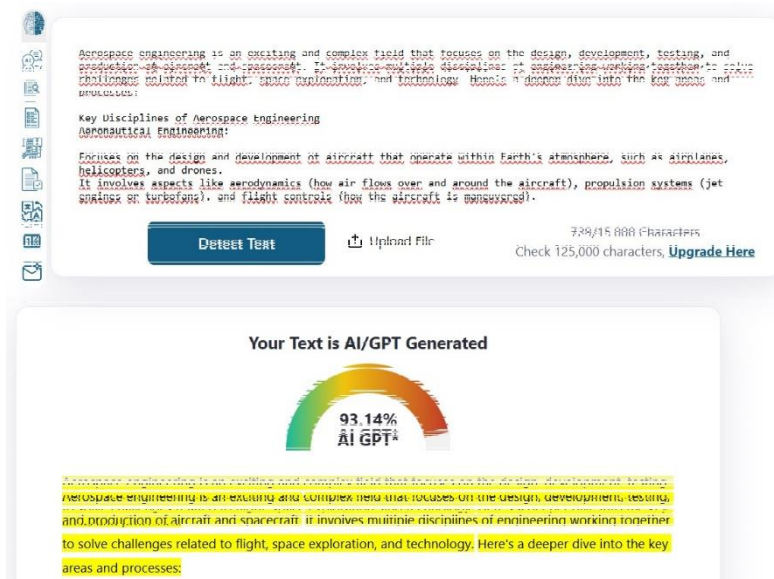 Aerospace engineering is an exciting and complex field that focuses on the design, development, testing, and
production of aircraft and spacecraft. It involves multiple disciplines of engineering working together to solve
challenges related to flight, space exploration, and technology. Here's a deeper dive into the key areas and
processes:
Key Disciplines of Aerospace Engineering
Aeronautical Engineering:
Focuses on the design and development of aircraft that operate within Earth's atmosphere, such as airplanes,
helicopters, and drones.
It involves aspects like aerodynamics (how air flows over and around the aircraft), propulsion systems (jet
engines or turbofans), and flight controls (how the aircraft is maneuvered).
Detect Text
Upload File
Characters
Check 125,000 characters, Upgrade Here
Your Text is AI/GPT Generated
93.14%
AI GPT*
Aerospace engineering is an exciting and complex field that focuses on the design, development, testing,
and production of aircraft and spacecraft. It involves multiple disciplines of engineering working together
to solve challenges related to flight, space exploration, and technology. Here's a deeper dive into the key
areas and processes: